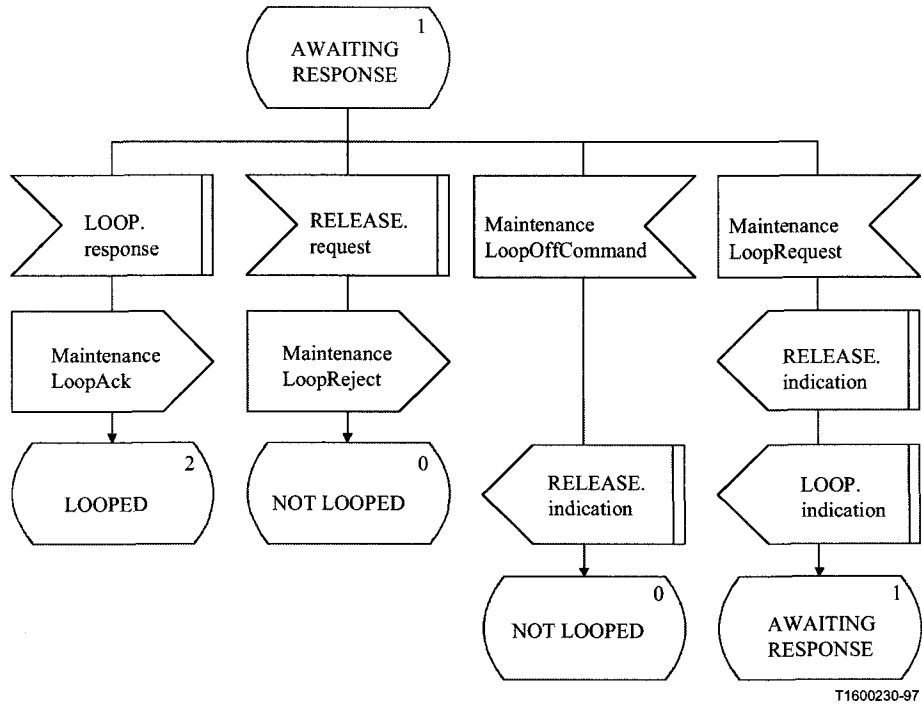 1
AWAITING
RESPONSE
LOOP.
response
RELEASE.
request
Maintenance
LoopOffCommand
Maintenance
LoopRequest
Maintenance
LoopAck
Maintenance
LoopReject
RELEASE.
indication
2
LOOPED
0
NOT LOOPED
RELEASE.
indication
LOOP.
indication
0
NOT LOOPED
1
AWAITING
RESPONSE
T1600230-97